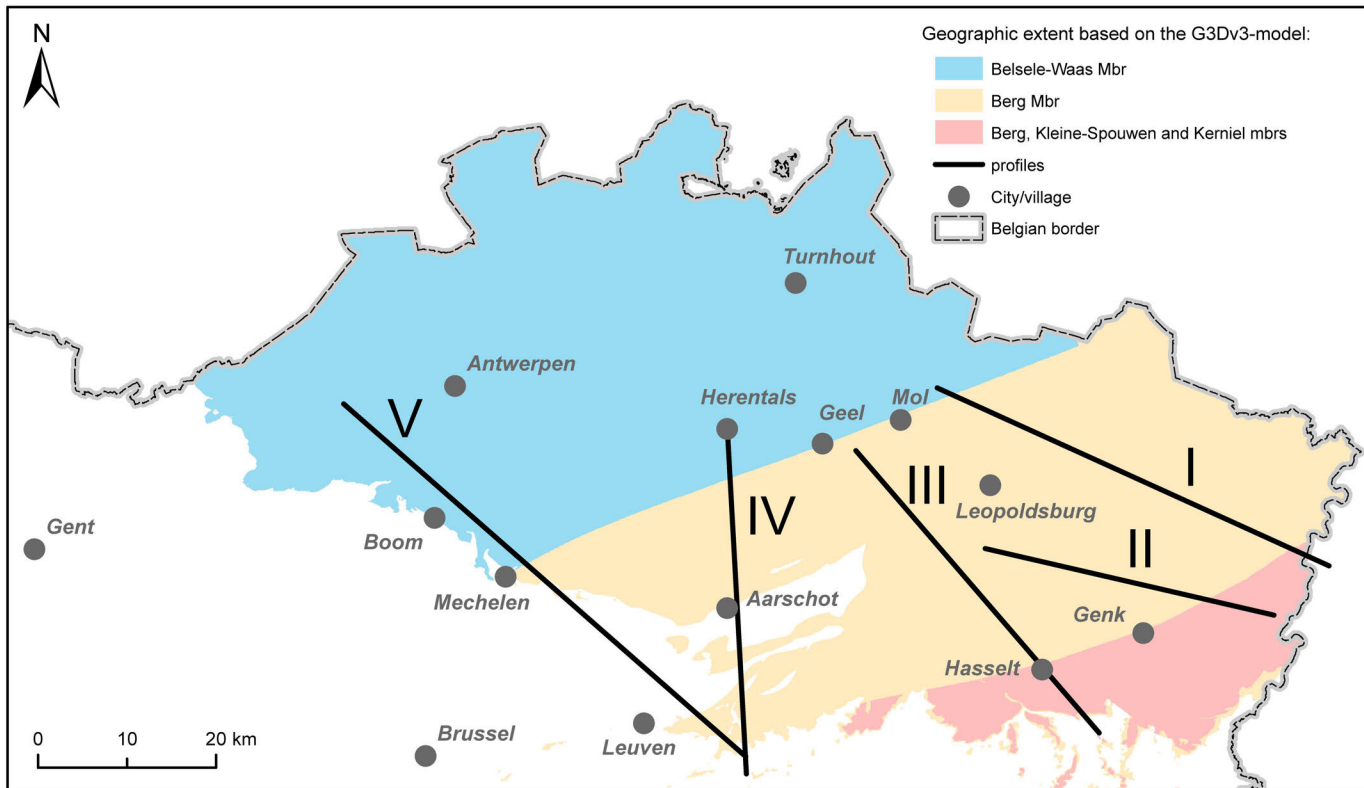 N
Geographic extent based on the G3Dv3-model:
Belsele-Waas Mbr
Berg Mbr
Berg, Kleine-Spouwen and Kerniel mbrs
profiles
City/village
Belgian border
Turnhout
Antwerpen
Herentals
Mol
Geel
V
I
III
Leopoldsburg
IV
Gent
Boom
II
Mechelen
Aarschot
Genk
Hasselt
Brussel
Leuven
0 10 20 km